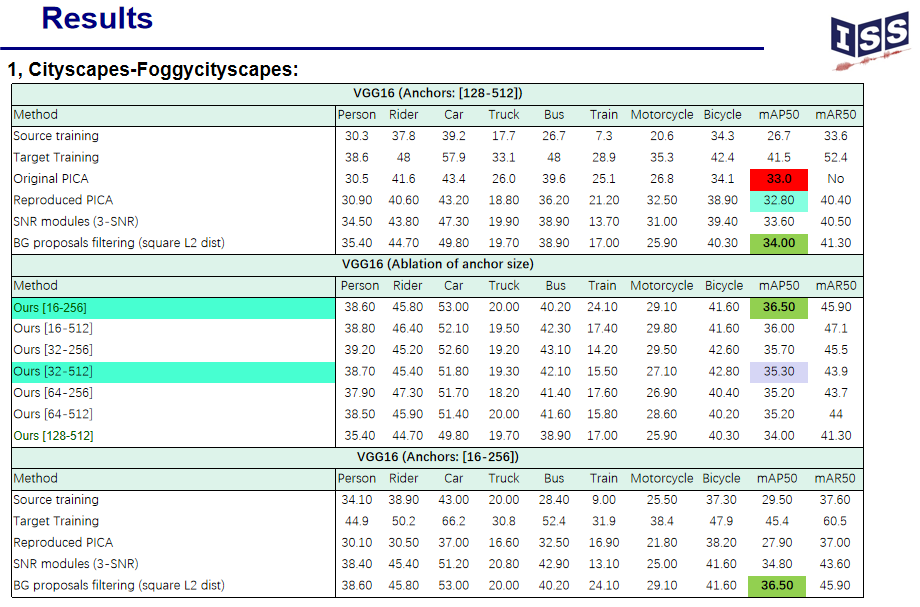 Results
ISS
1, Cityscapes-Foggycityscapes:
VGG16 (Anchors: [128-512])
Method Person Rider Car Truck Bus Train Motorcycle Bicycle mAP50 mAR50
Source training 30.3 37.8 39.2 17.7 26.7 7.3 20.6 34.3 26.7 33.6
Target Training 38.6 48 57.9 33.1 48 28.9 35.3 42.4 41.5 52.4
Original PICA 30.5 41.6 43.4 26.0 39.6 25.1 26.8 34.1 33.0 No
Reproduced PICA 30.90 40.60 43.20 18.80 36.20 21.20 32.50 38.90 32.80 40.40
SNR modules (3-SNR) 34.50 43.80 47.30 19.90 38.90 13.70 31.00 39.40 33.60 40.50
BG proposals filtering (square L2 dist) 35.40 44.70 49.80 19.70 38.90 17.00 25.90 40.30 34.00 41.30
VGG16 (Ablation of anchor size)
Method Person Rider Car Truck Bus Train Motorcycle Bicycle mAP50 mAR50
Ours [16-256] 38.60 45.80 53.00 20.00 40.20 24.10 29.10 41.60 36.50 45.90
Ours [16-512] 38.80 46.40 52.10 19.50 42.30 17.40 29.80 41.60 36.00 47.1
Ours [32-256] 39.20 45.20 52.60 19.20 43.10 14.20 29.50 42.60 35.70 45.5
Ours [32-512] 38.70 45.40 51.80 19.30 42.10 15.50 27.10 42.80 35.30 43.9
Ours [64-256] 37.90 47.30 51.70 18.20 41.40 17.60 26.90 40.40 35.20 43.7
Ours [64-512] 38.50 45.90 51.40 20.00 41.60 15.80 28.60 40.20 35.20 44
Ours [128-512] 35.40 44.70 49.80 19.70 38.90 17.00 25.90 40.30 34.00 41.30
VGG16 (Anchors: [16-256])
Method Person Rider Car Truck Bus Train Motorcycle Bicycle mAP50 mAR50
Source training 34.10 38.90 43.00 20.00 28.40 9.00 25.50 37.30 29.50 37.60
Target Training 44.9 50.2 66.2 30.8 52.4 31.9 38.4 47.9 45.4 60.5
Reproduced PICA 30.10 30.50 37.00 16.60 32.50 16.90 21.80 38.20 27.90 37.00
SNR modules (3-SNR) 38.40 45.40 51.20 20.80 42.90 13.10 25.00 41.60 34.80 43.60
BG proposals filtering (square L2 dist) 38.60 45.80 53.00 20.00 40.20 24.10 29.10 41.60 36.50 45.90